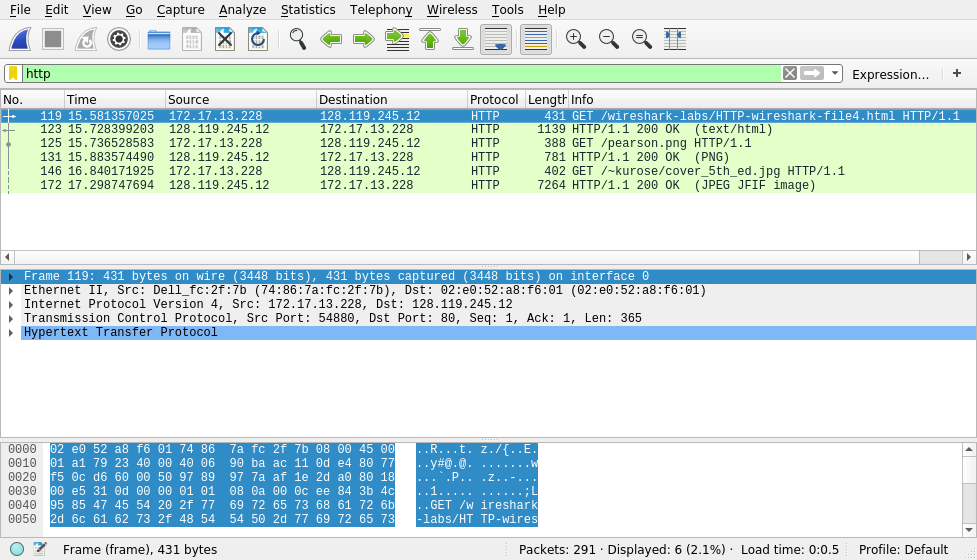 File Edit View Go Capture Analyze Statistics Telephony Wireless Tools Help
http
Expression… +
No. Time Source Destination Protocol Length Info
119 15.581357025 172.17.13.228 128.119.245.12 HTTP 431 GET /wireshark-labs/HTTP-wireshark-file4.html HTTP/1.1
123 15.728399203 128.119.245.12 172.17.13.228 HTTP 1139 HTTP/1.1 200 OK (text/html)
125 15.736528583 172.17.13.228 128.119.245.12 HTTP 388 GET /pearson.png HTTP/1.1
131 15.883574490 128.119.245.12 172.17.13.228 HTTP 781 HTTP/1.1 200 OK (PNG)
146 16.840171925 172.17.13.228 128.119.245.12 HTTP 402 GET /~kurose/cover_5th_ed.jpg HTTP/1.1
172 17.298747694 128.119.245.12 172.17.13.228 HTTP 7264 HTTP/1.1 200 OK (JPEG JFIF image)
Frame 119: 431 bytes on wire (3448 bits), 431 bytes captured (3448 bits) on interface 0
Ethernet II, Src: Dell_fc:2f:7b (74:86:7a:fc:2f:7b), Dst: 02:e0:52:a8:f6:01 (02:e0:52:a8:f6:01)
Internet Protocol Version 4, Src: 172.17.13.228, Dst: 128.119.245.12
Transmission Control Protocol, Src Port: 54880, Dst Port: 80, Seq: 1, Ack: 1, Len: 365
Hypertext Transfer Protocol
0000 02 e0 52 a8 f6 01 74 86 7a fc 2f 7b 08 00 45 00 ..R...t. z./{..E.
0010 01 a1 79 23 40 00 40 06 90 ba ac 11 0d e4 80 77 ..y#@.@. .......w
0020 f5 0c d6 60 00 50 97 89 97 7a af 1e 2d a0 80 18 ...`.P.. .z..-...
0030 00 e5 31 0d 00 00 01 01 08 0a 00 0c ee 84 3b 4c ..1..... ......;L
0040 95 85 47 45 54 20 2f 77 69 72 65 73 68 61 72 6b ..GET /w ireshark
0050 2d 6c 61 62 73 2f 48 54 54 50 2d 77 69 72 65 73 -labs/HT TP-wires
Frame (frame), 431 bytes Packets: 291 · Displayed: 6 (2.1%) · Load time: 0:0.5 Profile: Default